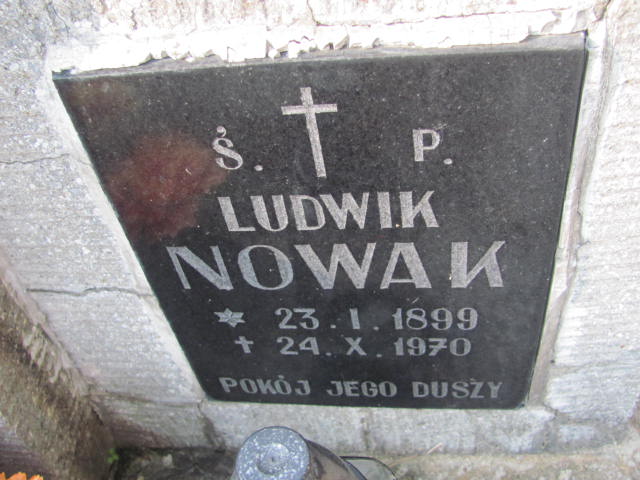 Ś. P.
LUDWIK
NOWAK
* 23. I. 1899
✝ 24. X. 1970
POKÓJ JEGO DUSZY